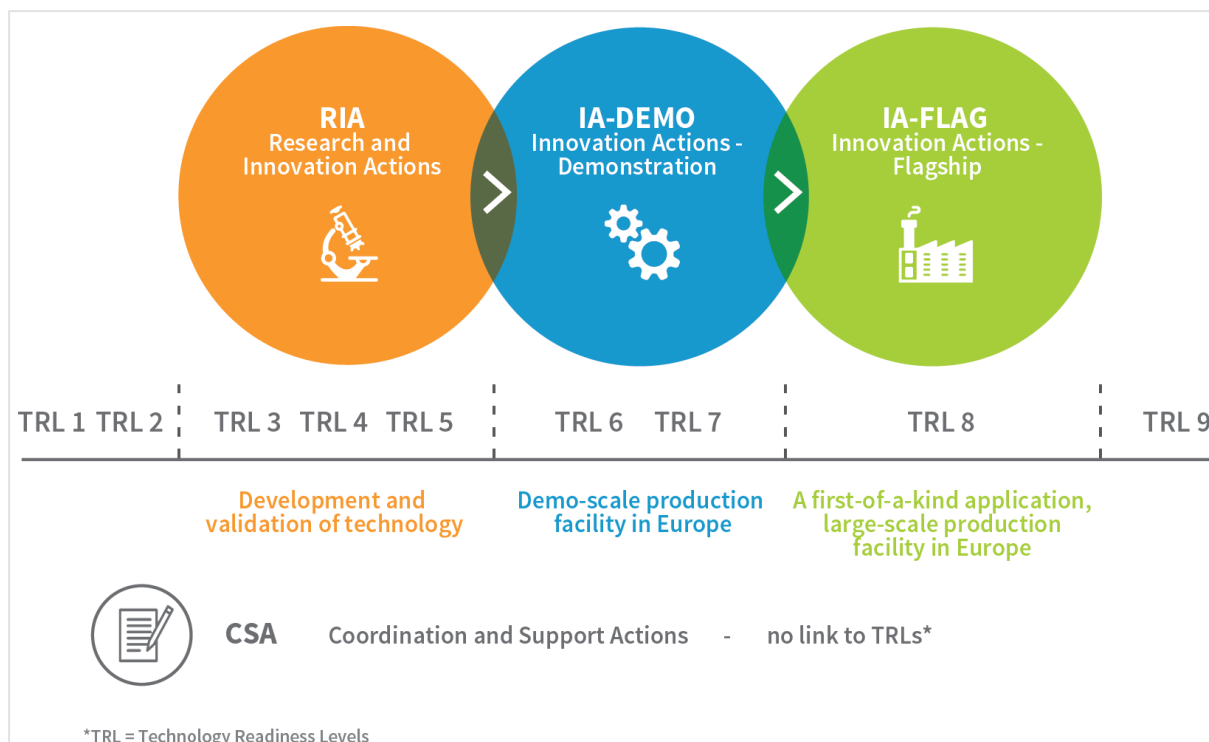 RIA
Research and
Innovation Actions
IA-DEMO
Innovation Actions -
Demonstration
IA-FLAG
Innovation Actions -
Flagship
TRL 1 TRL 2 TRL 3 TRL 4 TRL 5 TRL 6 TRL 7 TRL 8 TRL 9
Development and
validation of technology
Demo-scale production
facility in Europe
A first-of-a-kind application,
large-scale production
facility in Europe
CSA Coordination and Support Actions - no link to TRLs*
*TRL = Technology Readiness Levels